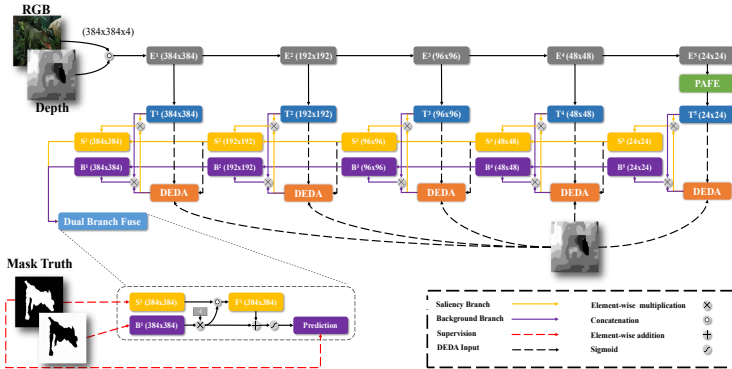 RGB
(384x384x4)
Depth
E¹ (384x384)
E² (192x192)
E³ (96x96)
E⁴ (48x48)
E⁵ (24x24)
PAFE
T¹ (384x384)
T² (192x192)
T³ (96x96)
T⁴ (48x48)
T⁵ (24x24)
S¹ (384x384)
S² (192x192)
S³ (96x96)
S⁴ (48x48)
S⁵ (24x24)
B¹ (384x384)
B² (192x192)
B³ (96x96)
B⁴ (48x48)
B⁵ (24x24)
DEDA
DEDA
DEDA
DEDA
DEDA
Dual Branch Fuse
Mask Truth
S¹ (384x384)
F¹ (384x384)
B¹ (384x384)
Prediction
Saliency Branch
Element-wise multiplication
Background Branch
Concatenation
Supervision
Element-wise addition
DEDA Input
Sigmoid